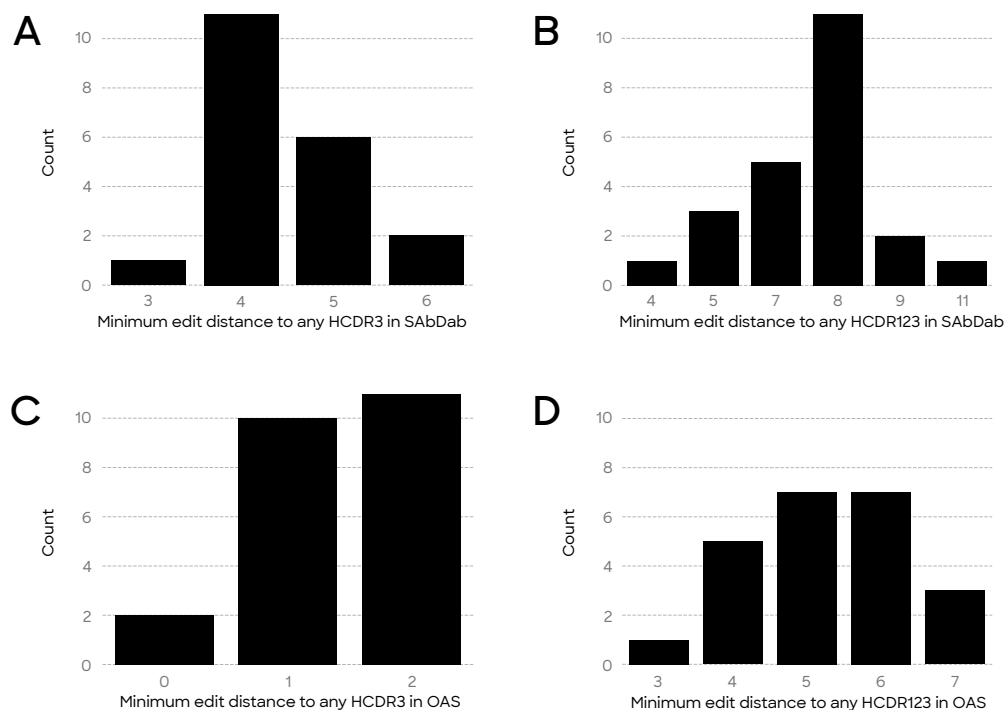 A
Count
10
8
6
4
2
0
3 4 5 6
Minimum edit distance to any HCDR3 in SAbDab
B
Count
10
8
6
4
2
0
4 5 7 8 9 11
Minimum edit distance to any HCDR123 in SAbDab
C
Count
10
8
6
4
2
0
0 1 2
Minimum edit distance to any HCDR3 in OAS
D
Count
10
8
6
4
2
0
3 4 5 6 7
Minimum edit distance to any HCDR123 in OAS